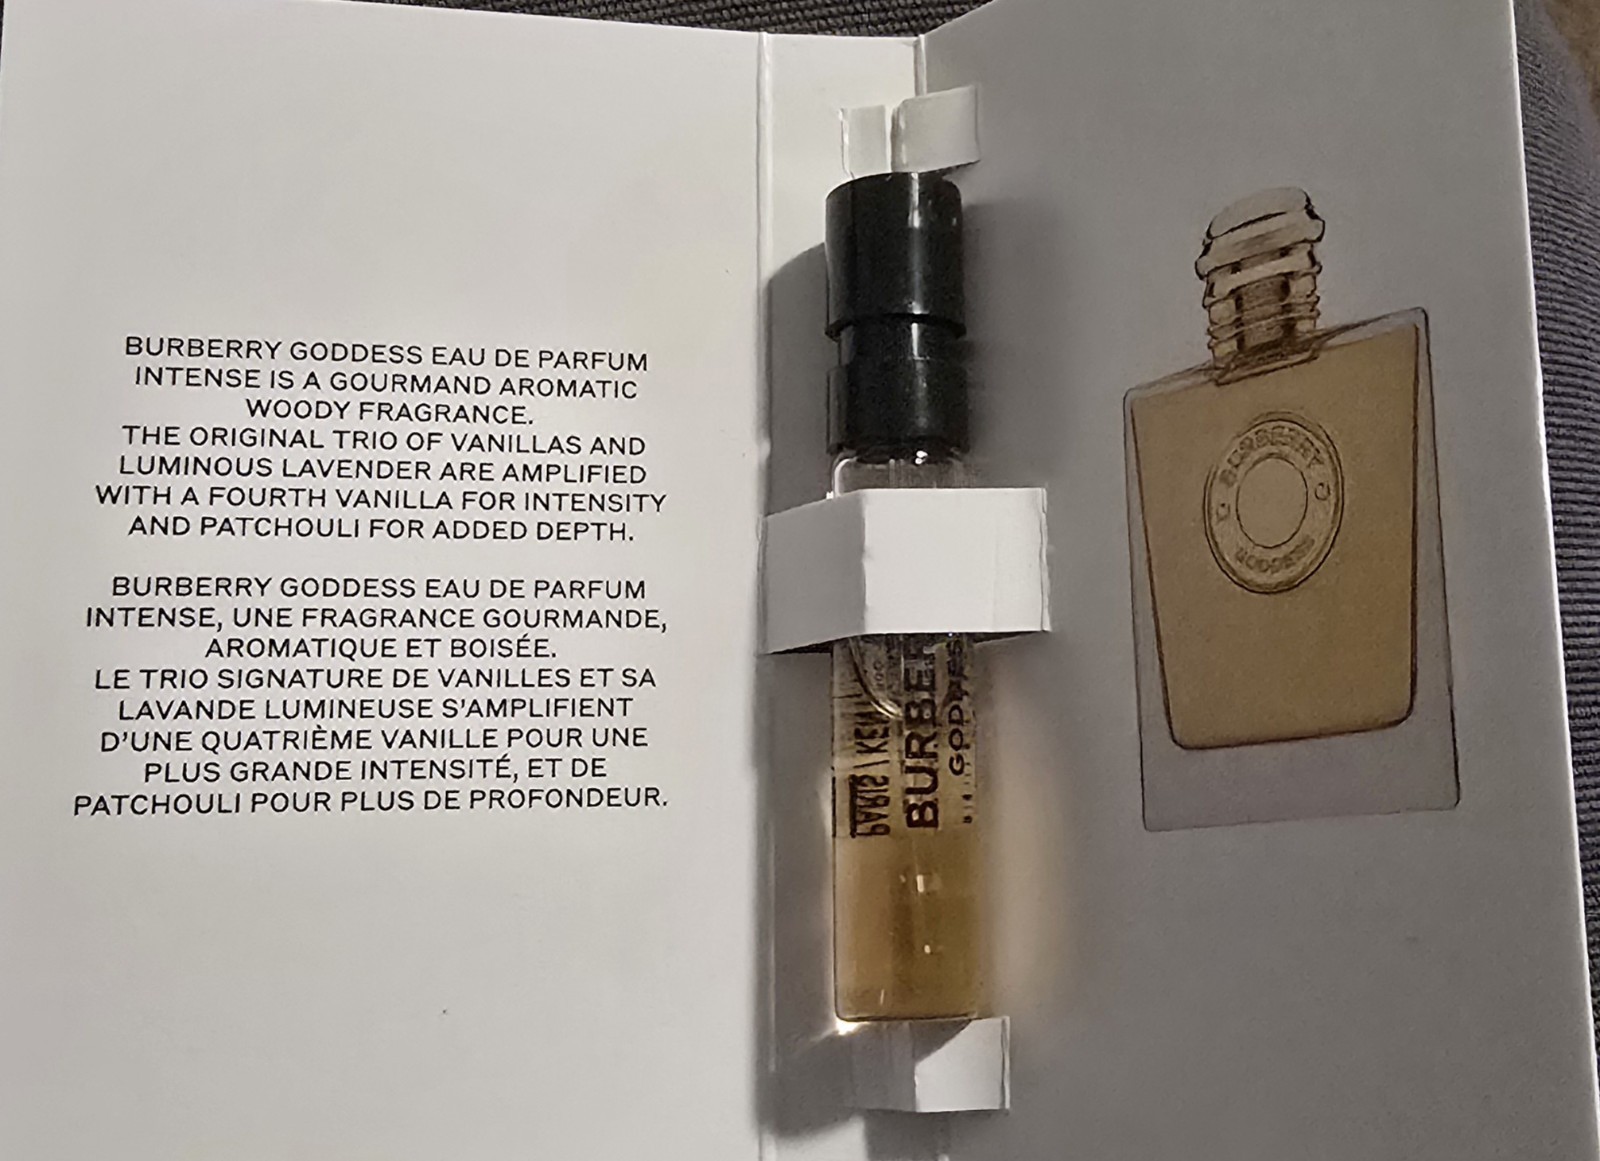 BURBERRY GODDESS EAU DE PARFUM
INTENSE IS A GOURMAND AROMATIC
WOODY FRAGRANCE.
THE ORIGINAL TRIO OF VANILLAS AND
LUMINOUS LAVENDER ARE AMPLIFIED
WITH A FOURTH VANILLA FOR INTENSITY
AND PATCHOULI FOR ADDED DEPTH.
BURBERRY GODDESS EAU DE PARFUM
INTENSE, UNE FRAGRANCE GOURMANDE,
AROMATIQUE ET BOISÉE.
LE TRIO SIGNATURE DE VANILLES ET SA
LAVANDE LUMINEUSE S'AMPLIFIENT
D'UNE QUATRIÈME VANILLE POUR UNE
PLUS GRANDE INTENSITÉ, ET DE
PATCHOULI POUR PLUS DE PROFONDEUR.
PARIS
BURBER
GODDES
BURBERRY
GODDESS